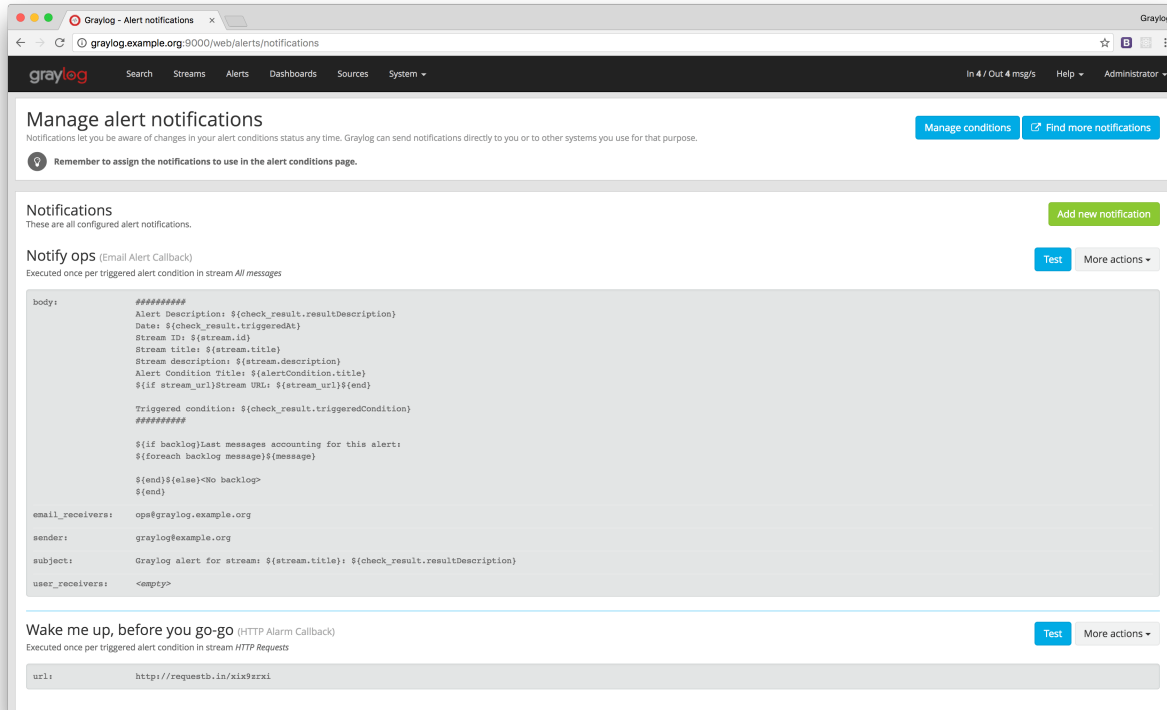 Graylog - Alert notifications ×
Graylog
graylog.example.org:9000/web/alerts/notifications
B
graylog Search Streams Alerts Dashboards Sources System In 4 / Out 4 msg/s Help Administrator
Manage alert notifications
Notifications let you be aware of changes in your alert conditions status any time. Graylog can send notifications directly to you or to other systems you use for that purpose.
Manage conditions Find more notifications
Remember to assign the notifications to use in the alert conditions page.
Notifications
These are all configured alert notifications.
Add new notification
Notify ops (Email Alert Callback)
Executed once per triggered alert condition in stream All messages
Test More actions
body: ##########
Alert Description: ${check_result.resultDescription}
Date: ${check_result.triggeredAt}
Stream ID: ${stream.id}
Stream title: ${stream.title}
Stream description: ${stream.description}
Alert Condition Title: ${alertCondition.title}
${if stream_url}Stream URL: ${stream_url}${end}
Triggered condition: ${check_result.triggeredCondition}
##########
${if backlog}Last messages accounting for this alert:
${foreach backlog message}${message}
${end}${else}<No backlog>
${end}
email_receivers: ops@graylog.example.org
sender: graylog@example.org
subject: Graylog alert for stream: ${stream.title}: ${check_result.resultDescription}
user_receivers: <empty>
Wake me up, before you go-go (HTTP Alarm Callback)
Executed once per triggered alert condition in stream HTTP Requests
Test More actions
url: http://requestb.in/xix9zrxi